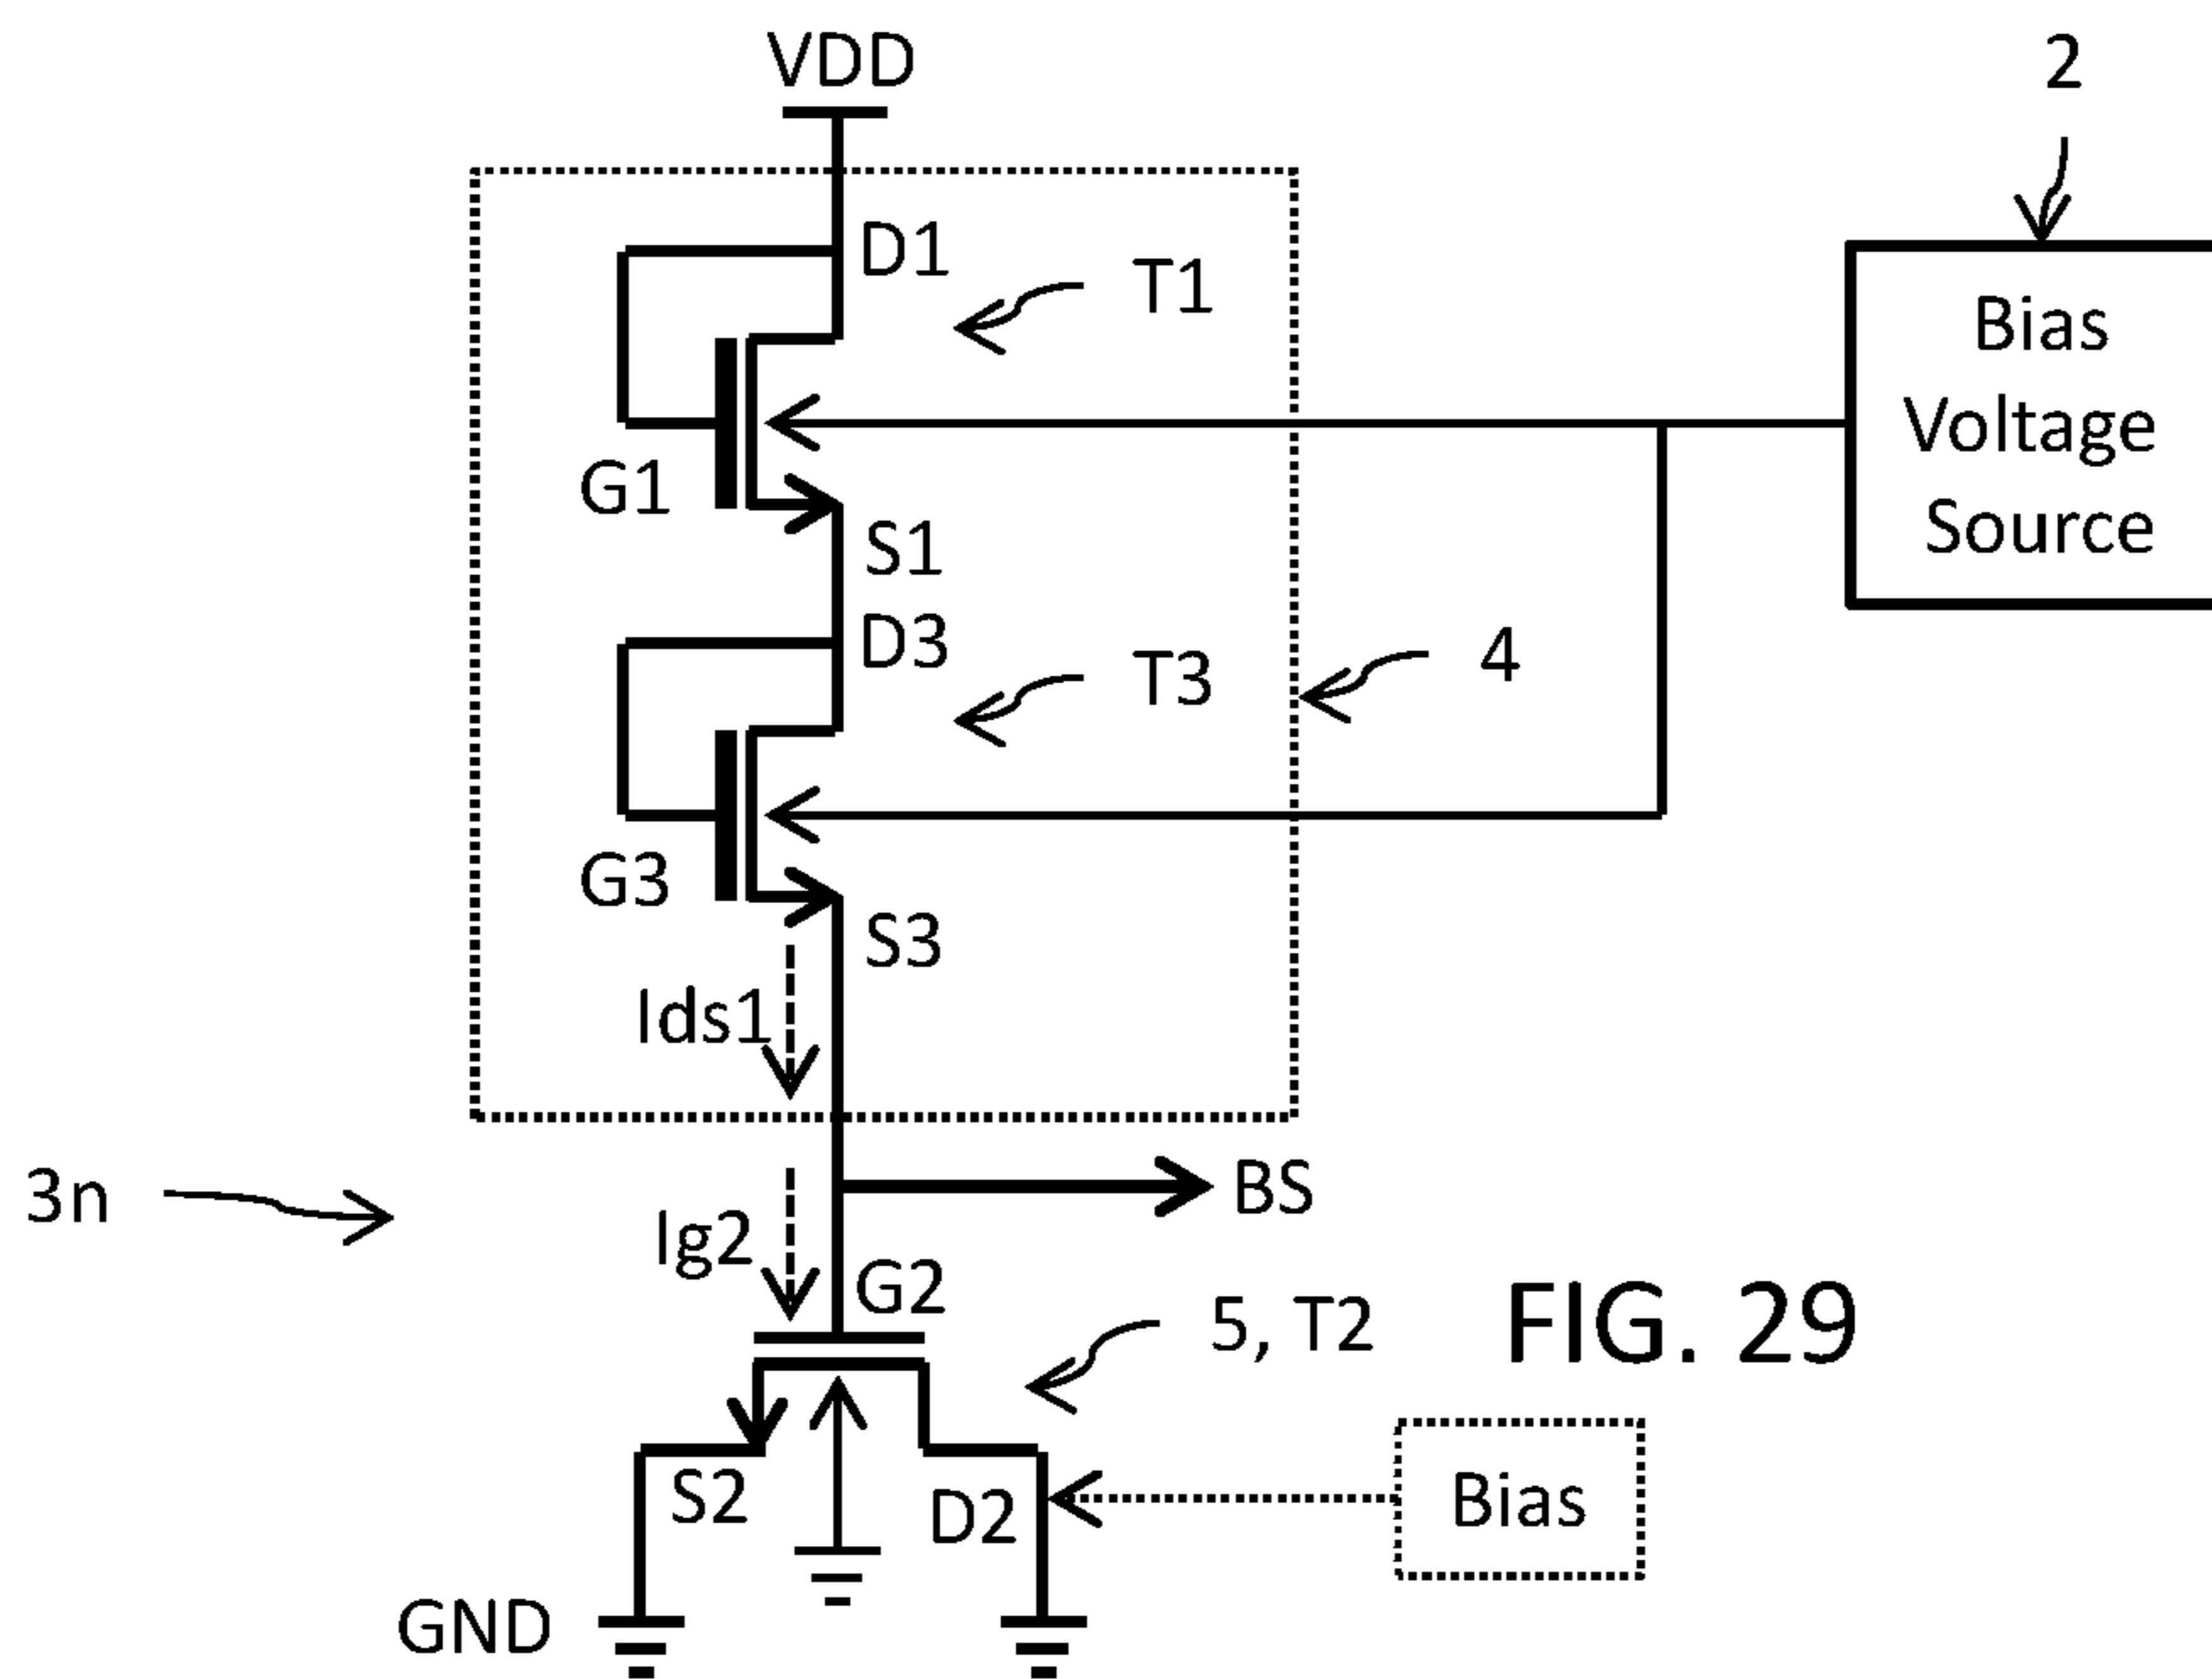 VDD
2
D1
T1
Bias
Voltage
Source
G1
S1
D3
T3
4
G3
S3
Ids1
3n
BS
Ig2
G2
5, T2
FIG. 29
S2
D2
Bias
GND